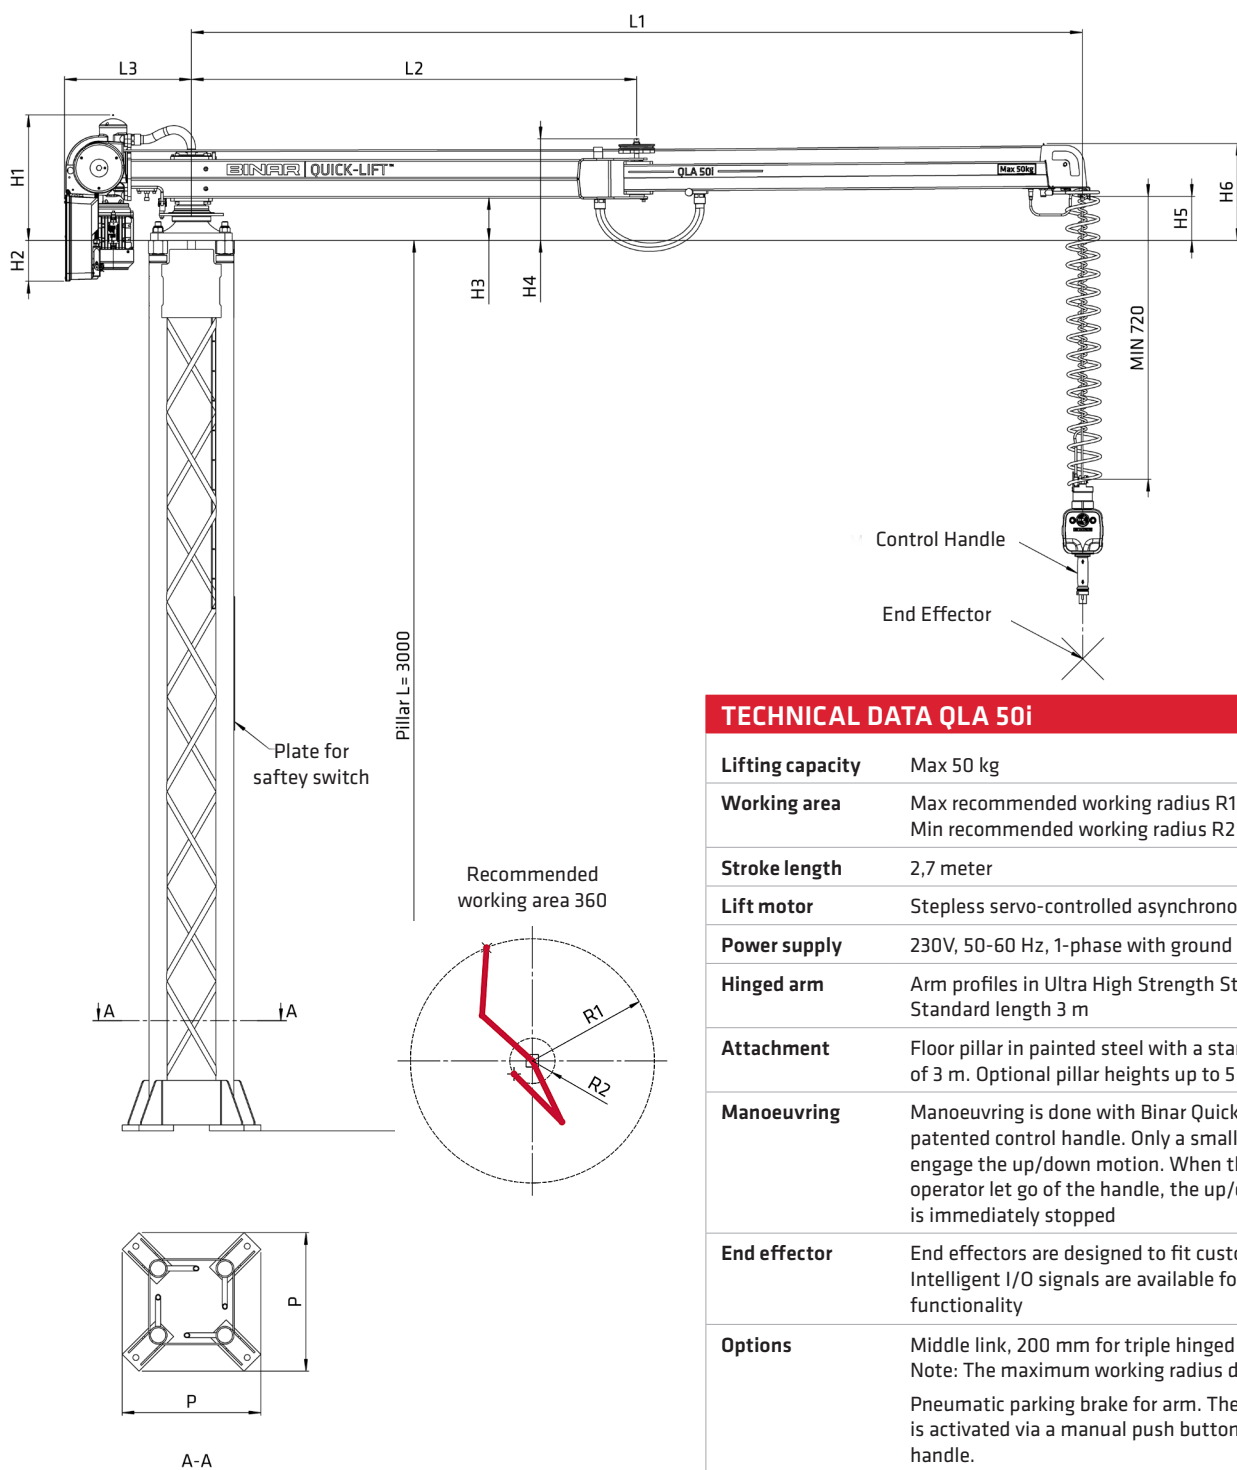 L1
L3
L2
H1
H2
BINAR QUICK-LIFT™
QLA 50i
Max 50kg
H3
H4
H5
H6
MIN 720
Control Handle
End Effector
Pillar L= 3000
Plate for
saftey switch
Recommended
working area 360
R1
R2
A
A
P
P
A-A
TECHNICAL DATA QLA 50i
Lifting capacity Max 50 kg
Working area Max recommended working radius R1
Min recommended working radius R2
Stroke length 2,7 meter
Lift motor Stepless servo-controlled asynchrono
Power supply 230V, 50-60 Hz, 1-phase with ground
Hinged arm Arm profiles in Ultra High Strength St
Standard length 3 m
Attachment Floor pillar in painted steel with a sta
of 3 m. Optional pillar heights up to 5
Manoeuvring Manoeuvring is done with Binar Quick
patented control handle. Only a small
engage the up/down motion. When th
operator let go of the handle, the up/
is immediately stopped
End effector End effectors are designed to fit custo
Intelligent I/O signals are available fo
functionality
Options Middle link, 200 mm for triple hinged
Note: The maximum working radius d
Pneumatic parking brake for arm. The
is activated via a manual push button
handle.